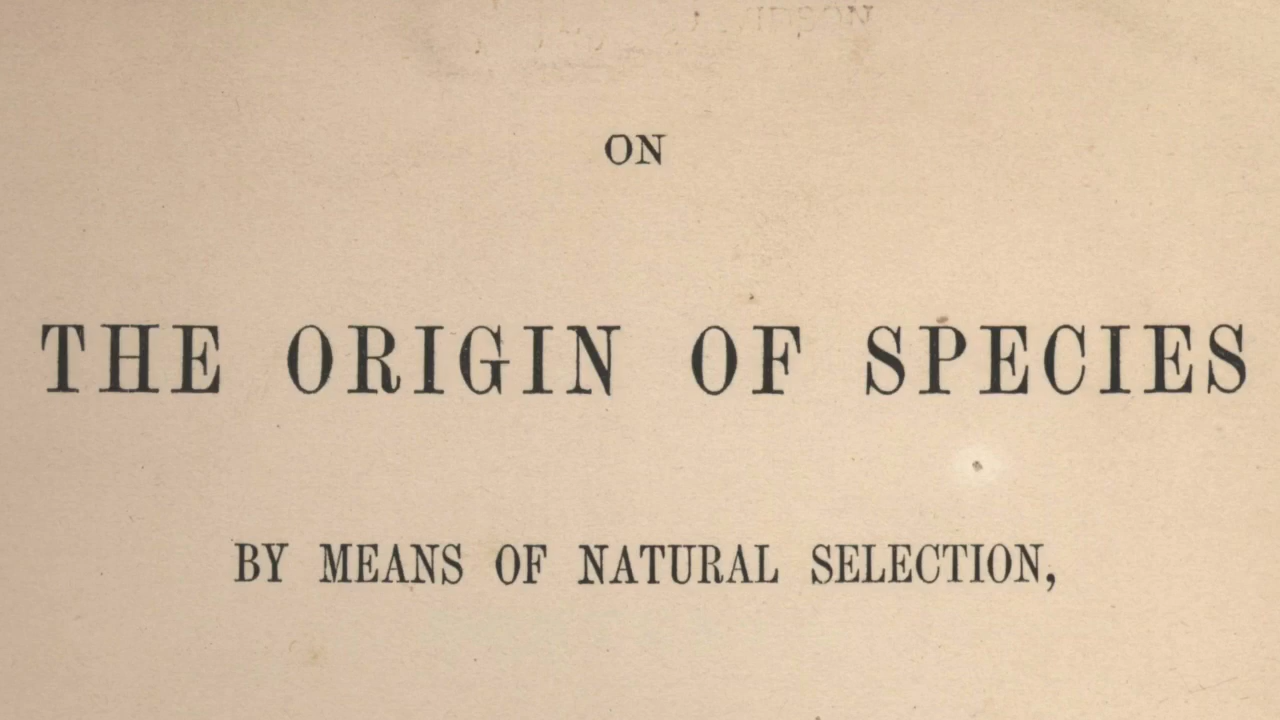 ON
THE ORIGIN OF SPECIES
BY MEANS OF NATURAL SELECTION,